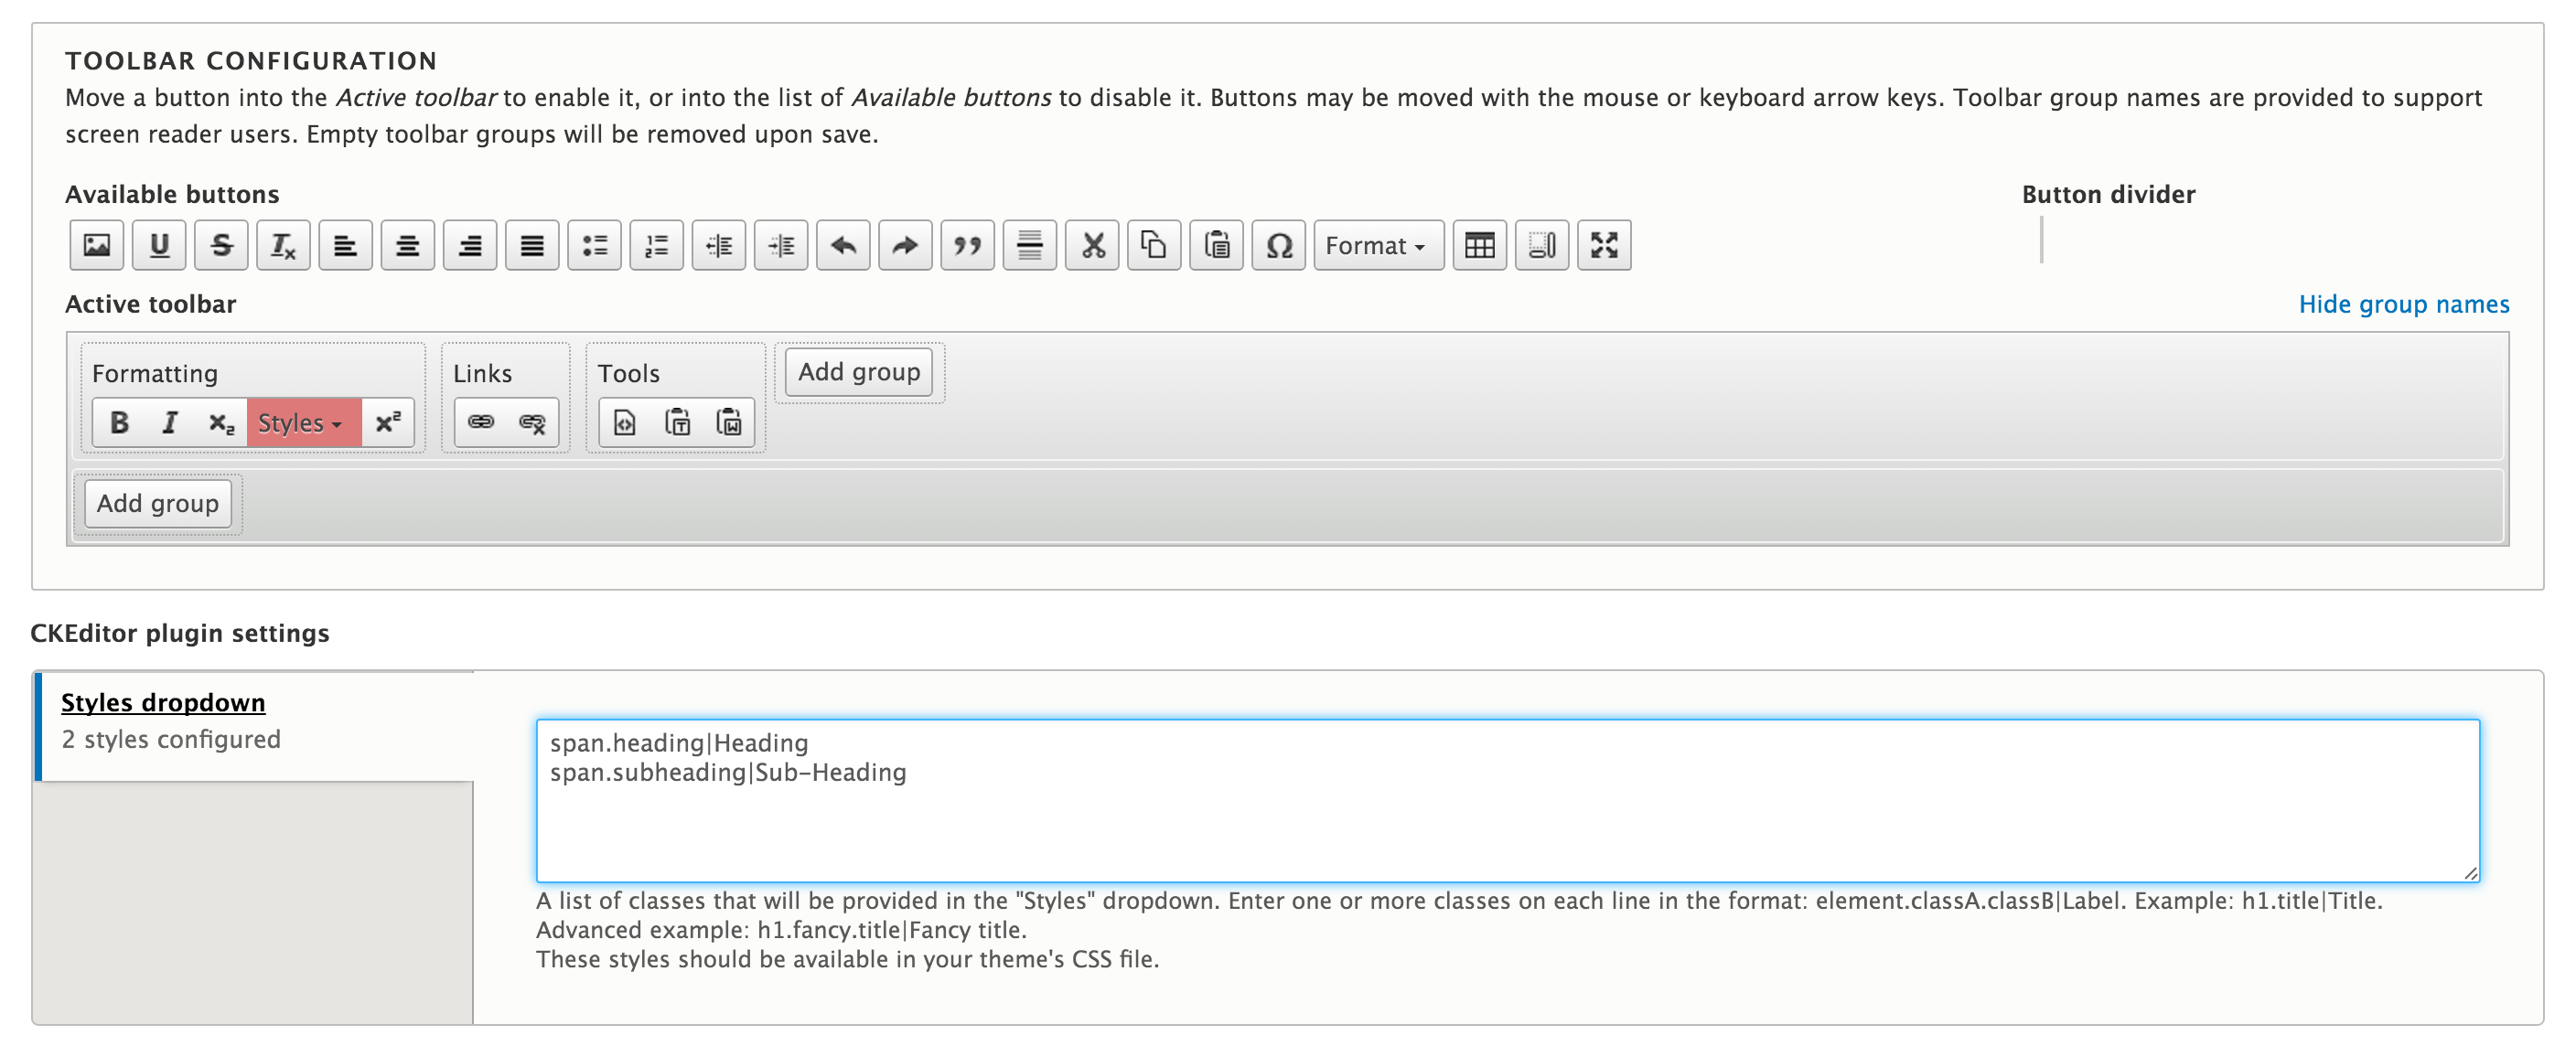 TOOLBAR CONFIGURATION
Move a button into the Active toolbar to enable it, or into the list of Available buttons to disable it. Buttons may be moved with the mouse or keyboard arrow keys. Toolbar group names are provided to support
screen reader users. Empty toolbar groups will be removed upon save.
Available buttons
Button divider
Format
Active toolbar
Hide group names
Formatting
Links
Tools
Add group
B I x₂ Styles x²
Add group
CKEditor plugin settings
Styles dropdown
2 styles configured
span.heading|Heading
span.subheading|Sub-Heading
A list of classes that will be provided in the "Styles" dropdown. Enter one or more classes on each line in the format: element.classA.classB|Label. Example: h1.title|Title.
Advanced example: h1.fancy.title|Fancy title.
These styles should be available in your theme's CSS file.